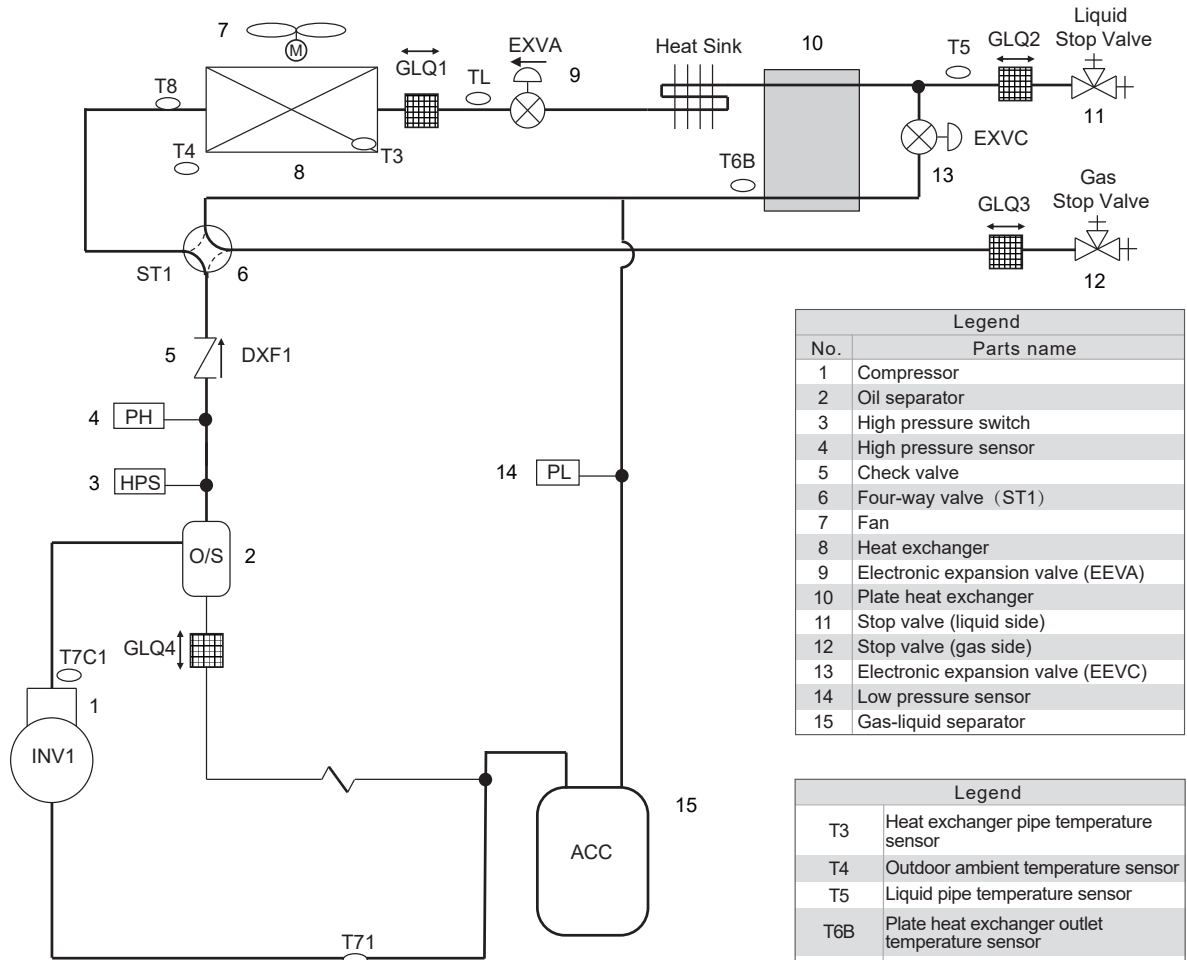 7
M
EXVA
Heat Sink
10
Liquid
Stop Valve
GLQ1
TL
9
T5
GLQ2
T8
T4
T3
8
T6B
EXVC
11
13
Gas
Stop Valve
GLQ3
ST1
6
12
5
DXF1
4
PH
3
HPS
14
PL
O/S
2
GLQ4
T7C1
1
INV1
15
ACC
T71
Legend
No. Parts name
1 Compressor
2 Oil separator
3 High pressure switch
4 High pressure sensor
5 Check valve
6 Four-way valve（ST1）
7 Fan
8 Heat exchanger
9 Electronic expansion valve (EEVA)
10 Plate heat exchanger
11 Stop valve (liquid side)
12 Stop valve (gas side)
13 Electronic expansion valve (EEVC)
14 Low pressure sensor
15 Gas-liquid separator
Legend
T3 Heat exchanger pipe temperature
sensor
T4 Outdoor ambient temperature sensor
T5 Liquid pipe temperature sensor
T6B Plate heat exchanger outlet
temperature sensor